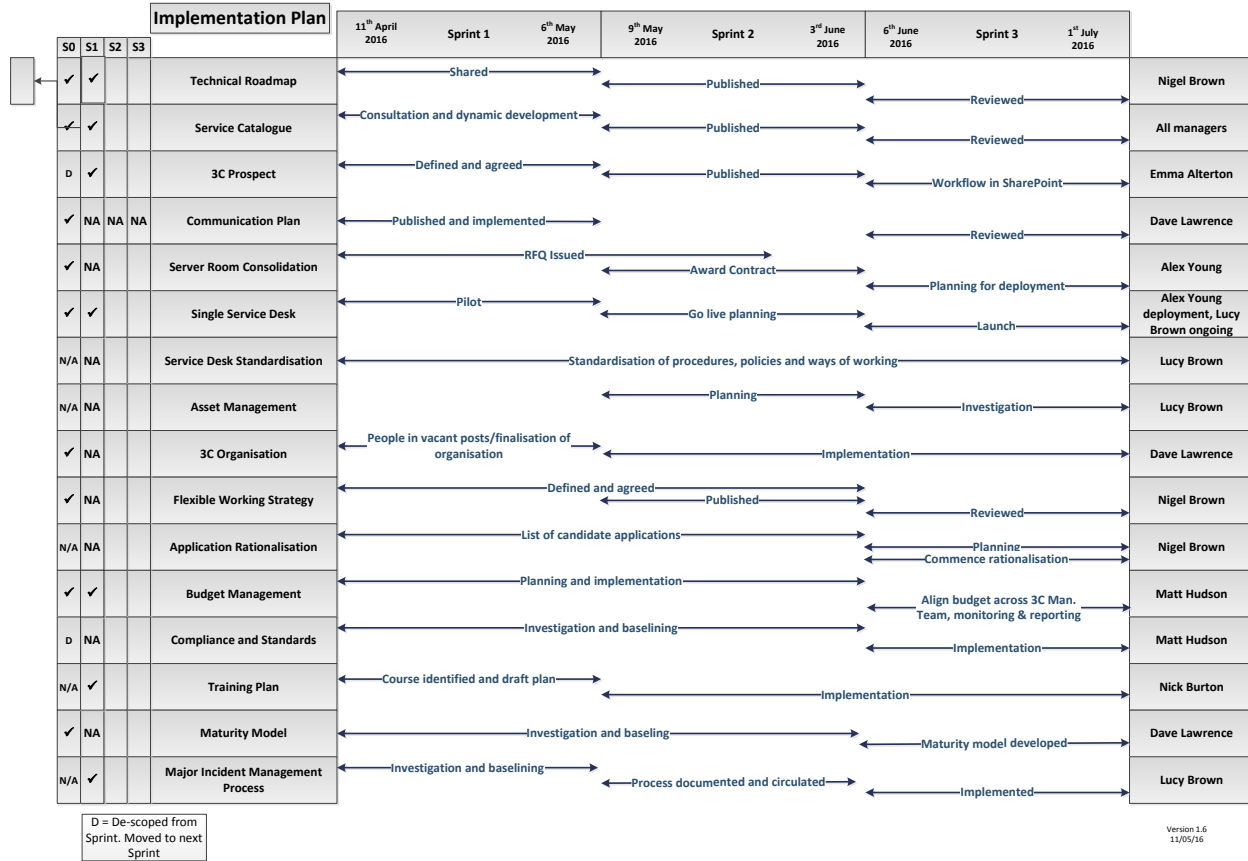 Implementation Plan
11th April 2016 Sprint 1 6th May 2016 9th May 2016 Sprint 2 3rd June 2016 6th June 2016 Sprint 3 1st July 2016
S0 S1 S2 S3
✓ ✓ Technical Roadmap Shared Published Reviewed Nigel Brown
✓ ✓ Service Catalogue Consultation and dynamic development Published Reviewed All managers
D ✓ 3C Prospect Defined and agreed Published Workflow in SharePoint Emma Alterton
✓ NA NA NA Communication Plan Published and implemented Reviewed Dave Lawrence
✓ NA Server Room Consolidation RFQ Issued Award Contract Planning for deployment Alex Young
✓ ✓ Single Service Desk Pilot Go live planning Launch Alex Young deployment, Lucy Brown ongoing
N/A NA Service Desk Standardisation Standardisation of procedures, policies and ways of working Lucy Brown
N/A NA Asset Management Planning Investigation Lucy Brown
✓ NA 3C Organisation People in vacant posts/finalisation of organisation Implementation Dave Lawrence
✓ NA Flexible Working Strategy Defined and agreed Published Reviewed Nigel Brown
N/A NA Application Rationalisation List of candidate applications Planning Commence rationalisation Nigel Brown
✓ ✓ Budget Management Planning and implementation Align budget across 3C Man. Team, monitoring & reporting Matt Hudson
D NA Compliance and Standards Investigation and baselining Implementation Matt Hudson
N/A ✓ Training Plan Course identified and draft plan Implementation Nick Burton
✓ NA Maturity Model Investigation and baseling Maturity model developed Dave Lawrence
N/A ✓ Major Incident Management Process Investigation and baselining Process documented and circulated Implemented Lucy Brown
D = De-scoped from
Sprint. Moved to next
Sprint
Version 1.6
11/05/16